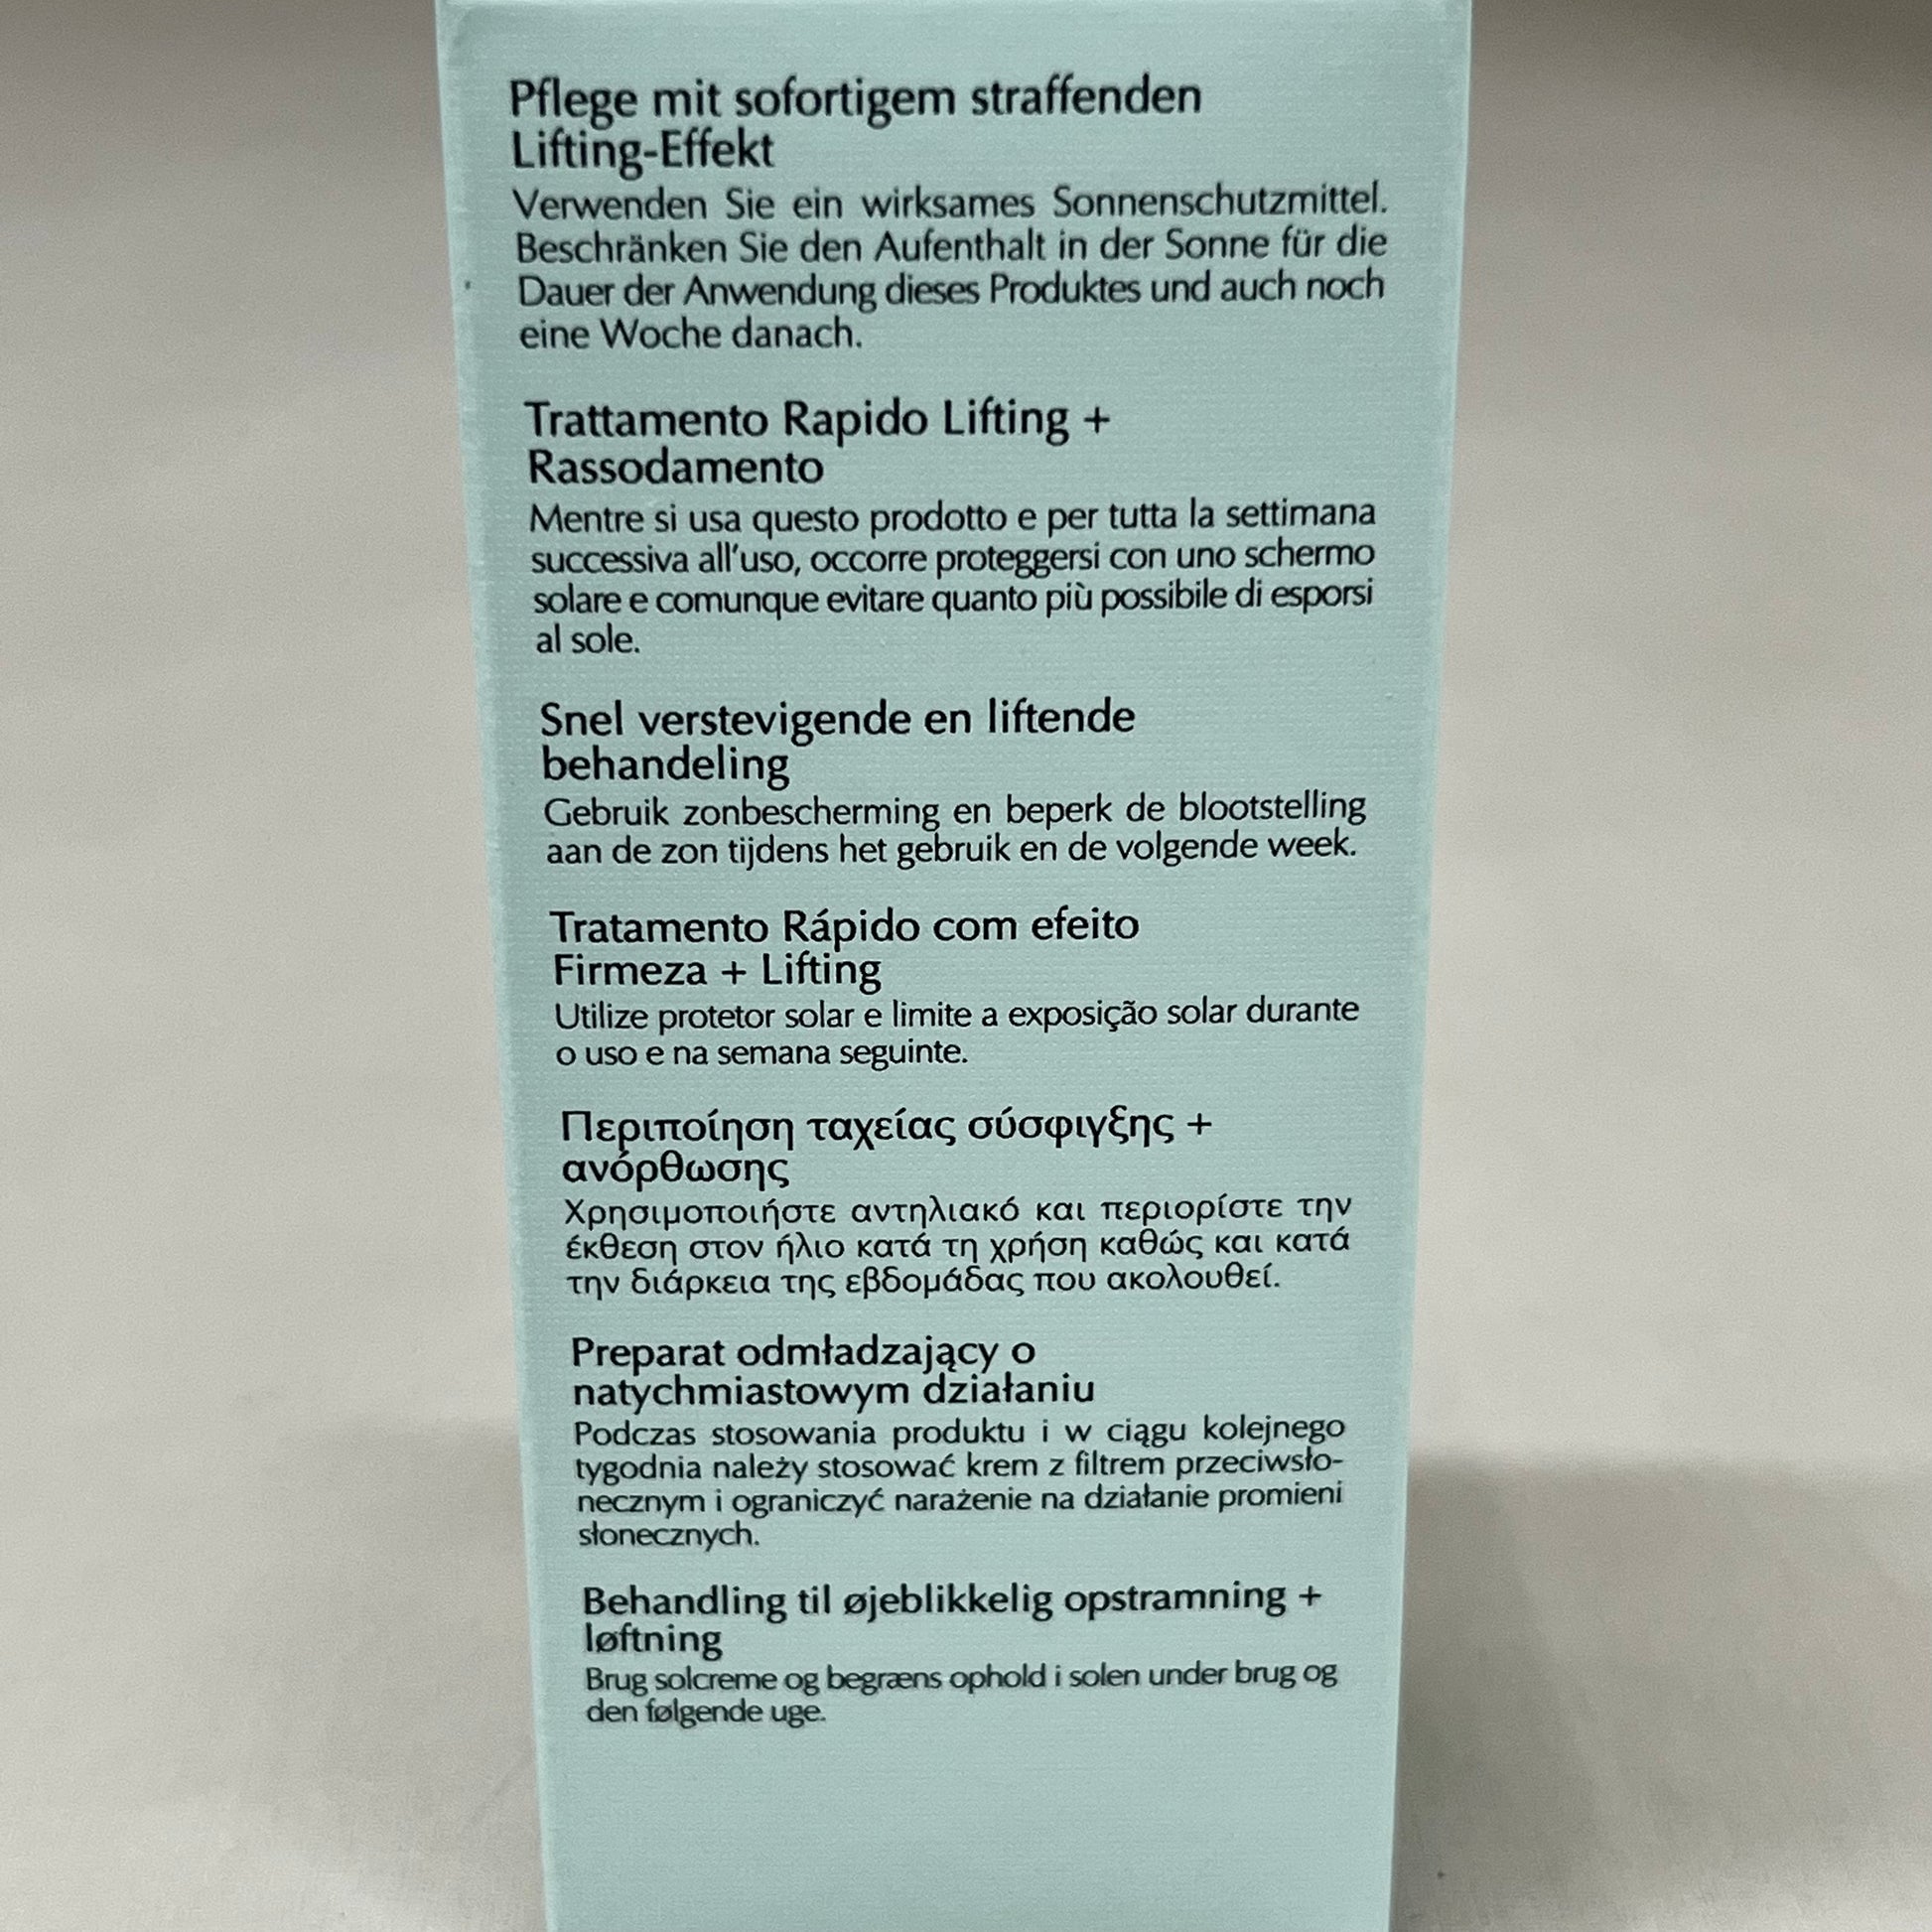 Pflege mit sofortigem straffenden
Lifting-Effekt
Verwenden Sie ein wirksames Sonnenschutzmittel.
Beschränken Sie den Aufenthalt in der Sonne für die
Dauer der Anwendung dieses Produktes und auch noch
eine Woche danach.
Trattamento Rapido Lifting +
Rassodamento
Mentre si usa questo prodotto e per tutta la settimana
successiva all'uso, occorre proteggersi con uno schermo
solare e comunque evitare quanto più possibile di esporsi
al sole.
Snel verstevigende en liftende
behandeling
Gebruik zonbescherming en beperk de blootstelling
aan de zon tijdens het gebruik en de volgende week.
Tratamento Rápido com efeito
Firmeza + Lifting
Utilize protetor solar e limite a exposição solar durante
o uso e na semana seguinte.
Περιποίηση ταχείας σύσφιγξης +
ανόρθωσης
Χρησιμοποιήστε αντηλιακό και περιορίστε την
έκθεση στον ήλιο κατά τη χρήση καθώς και κατά
την διάρκεια της εβδομάδας που ακολουθεί.
Preparat odmładzający o
natychmiastowym działaniu
Podczas stosowania produktu i w ciągu kolejnego
tygodnia należy stosować krem z filtrem przeciwsło-
necznym i ograniczyć narażenie na działanie promieni
słonecznych.
Behandling til øjeblikkelig opstramning +
løftning
Brug solcreme og begræns ophold i solen under brug og
den følgende uge.